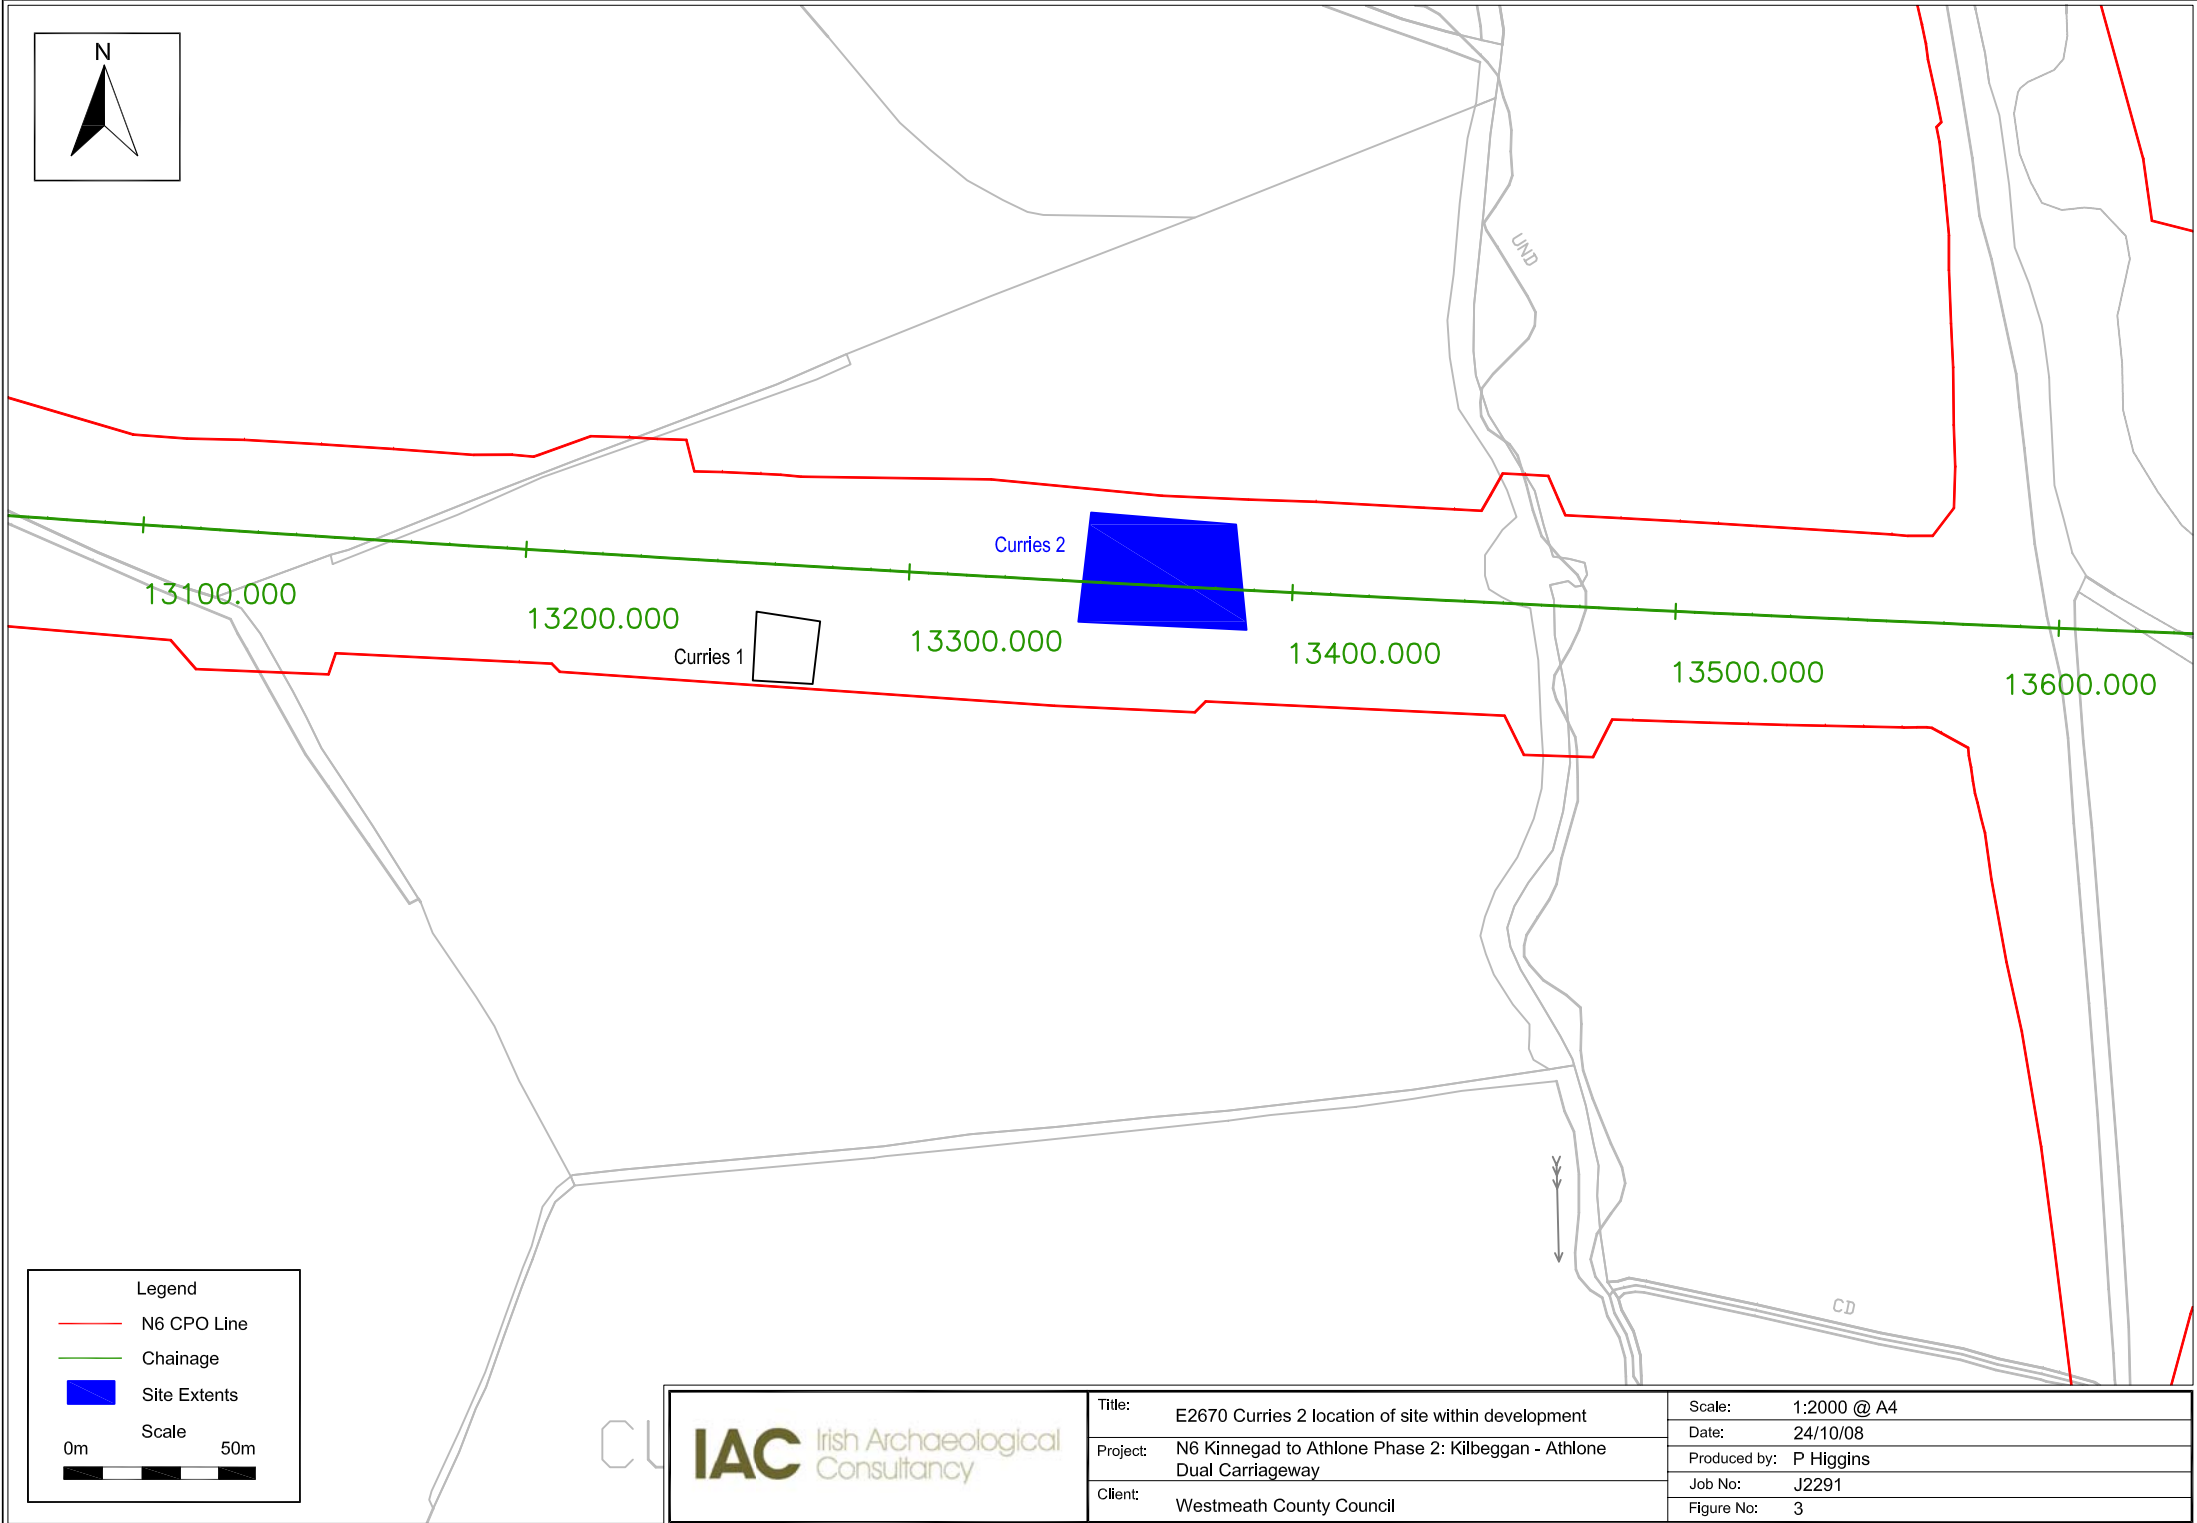 N
UND
Curries 2
13100.000
13200.000
Curries 1
13300.000
13400.000
13500.000
13600.000
CD
Legend
N6 CPO Line
Chainage
Site Extents
Scale
0m 50m
IAC Irish Archaeological
Consultancy
Title: E2670 Curries 2 location of site within development
Project: N6 Kinnegad to Athlone Phase 2: Kilbeggan - Athlone
Dual Carriageway
Client: Westmeath County Council
Scale: 1:2000 @ A4
Date: 24/10/08
Produced by: P Higgins
Job No: J2291
Figure No: 3